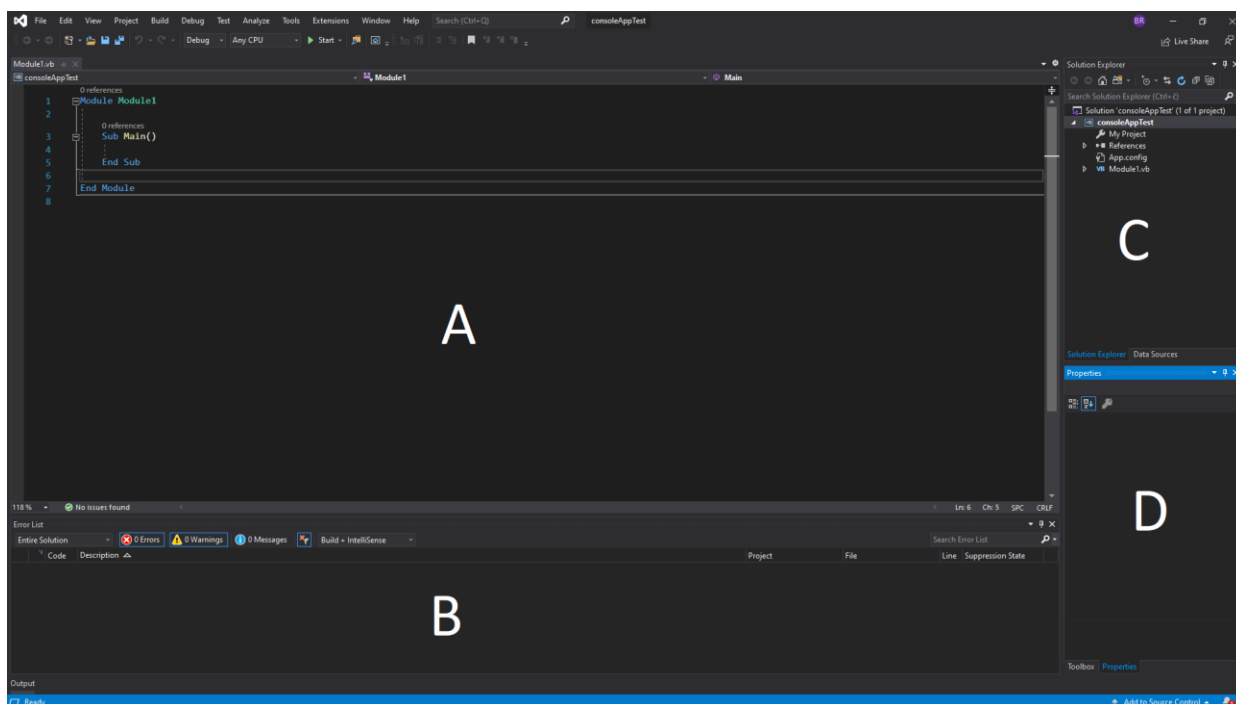 File Edit View Project Build Debug Test Analyze Tools Extensions Window Help Search (Ctrl+Q) consoleAppTest BR
Debug Any CPU Start Live Share
Module1.vb
consoleAppTest Module1 Main
0 references
1 Module Module1
2
0 references
3 Sub Main()
4
5 End Sub
6
7 End Module
8
A
118 % No issues found Ln: 6 Ch: 5 SPC CRLF
Error List
Entire Solution 0 Errors 0 Warnings 0 Messages Build + IntelliSense Search Error List
Code Description Project File Line Suppression State
B
Output
Solution Explorer
Search Solution Explorer (Ctrl+č)
Solution 'consoleAppTest' (1 of 1 project)
consoleAppTest
My Project
References
App.config
VB Module1.vb
C
Solution Explorer Data Sources
Properties
D
Toolbox Properties
Ready Add to Source Control